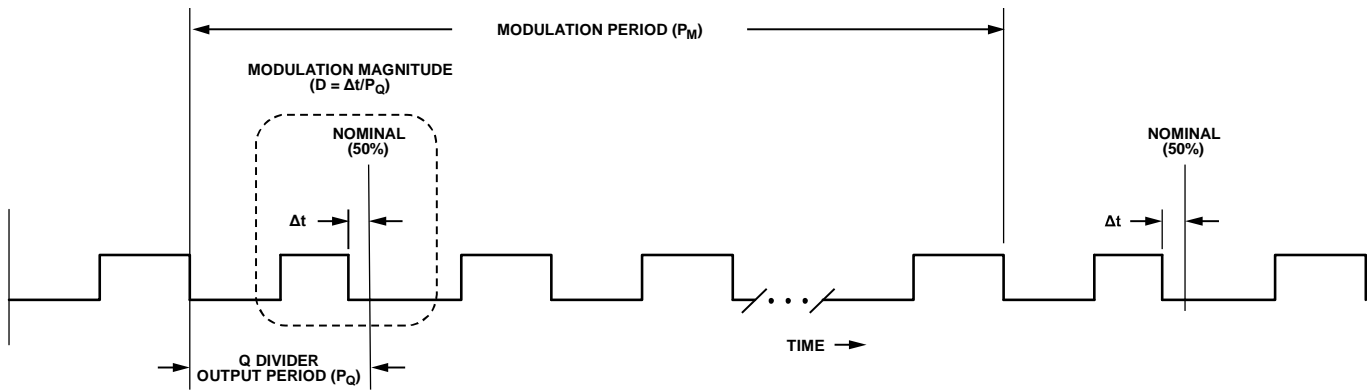 MODULATION PERIOD (PM)
MODULATION MAGNITUDE
(D = Δt/PQ)
NOMINAL
(50%)
NOMINAL
(50%)
Δt
Δt
• • •
TIME
Q DIVIDER
OUTPUT PERIOD (PQ)